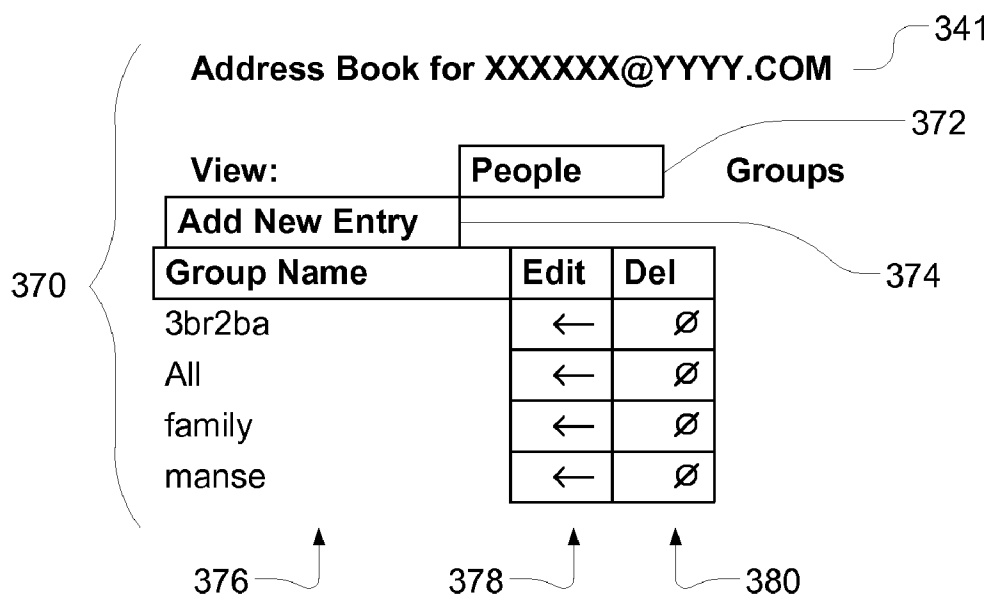 341
Address Book for XXXXXX@YYYY.COM
372
View: People Groups
Add New Entry
370
Group Name Edit Del
374
3br2ba ← ∅
All ← ∅
family ← ∅
manse ← ∅
376 378 380